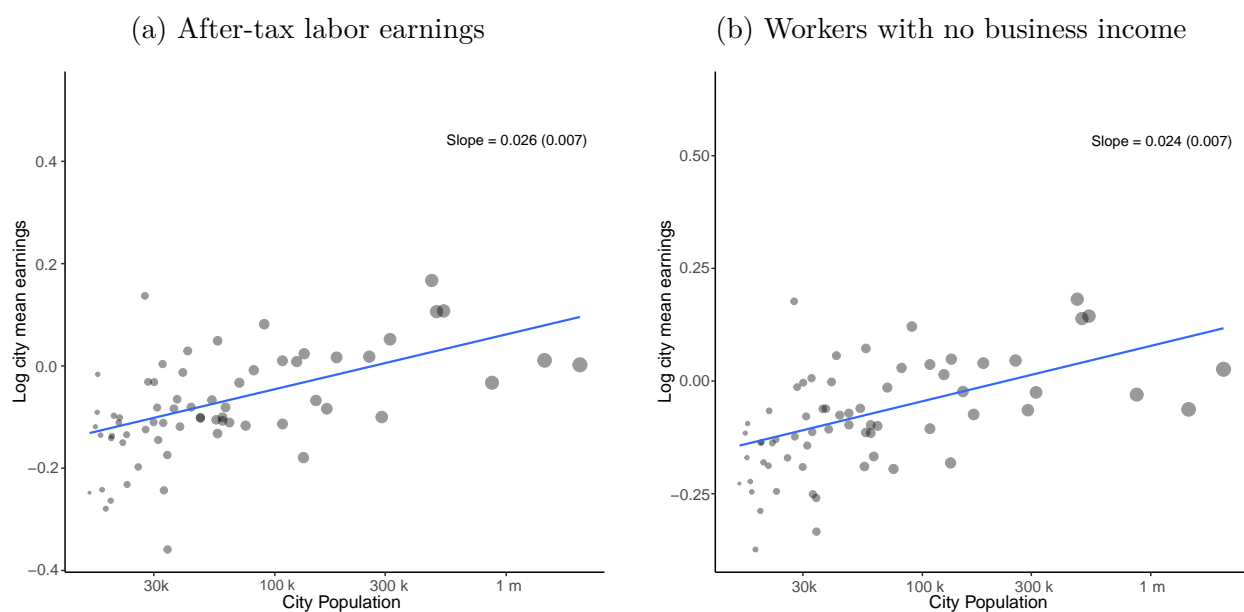 (a) After-tax labor earnings
Slope = 0.026 (0.007)
Log city mean earnings
0.4
0.2
0.0
−0.2
−0.4
30k 100 k 300 k 1 m
City Population
(b) Workers with no business income
Slope = 0.024 (0.007)
Log city mean earnings
0.50
0.25
0.00
−0.25
30k 100 k 300 k 1 m
City Population